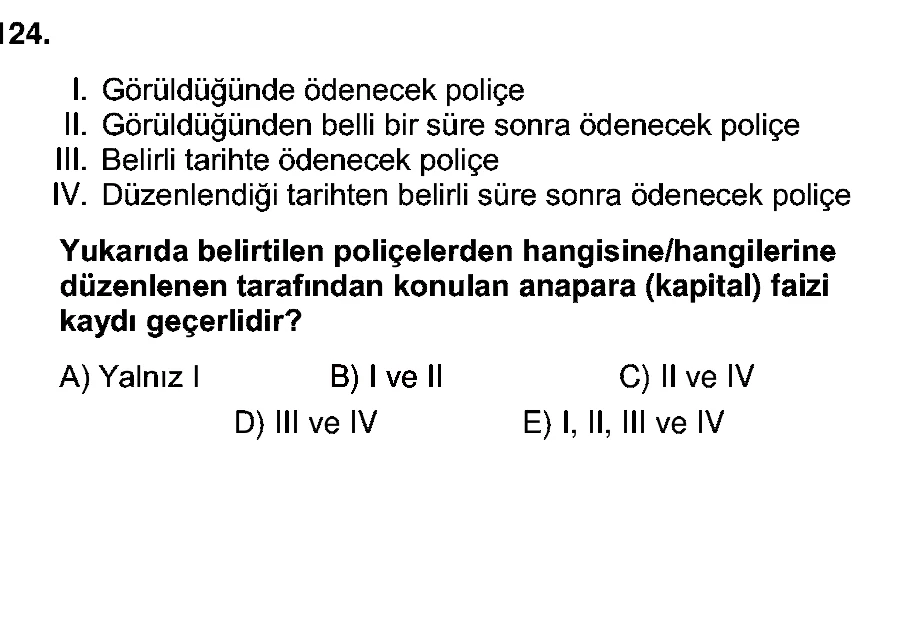 124.
I. Görüldüğünde ödenecek poliçe
II. Görüldüğünden belli bir süre sonra ödenecek poliçe
III. Belirli tarihte ödenecek poliçe
IV. Düzenlendiği tarihten belirli süre sonra ödenecek poliçe
Yukarıda belirtilen poliçelerden hangisine/hangilerine
düzenlenen tarafından konulan anapara (kapital) faizi
kaydı geçerlidir?
A) Yalnız I B) I ve II C) II ve IV
D) III ve IV E) I, II, III ve IV